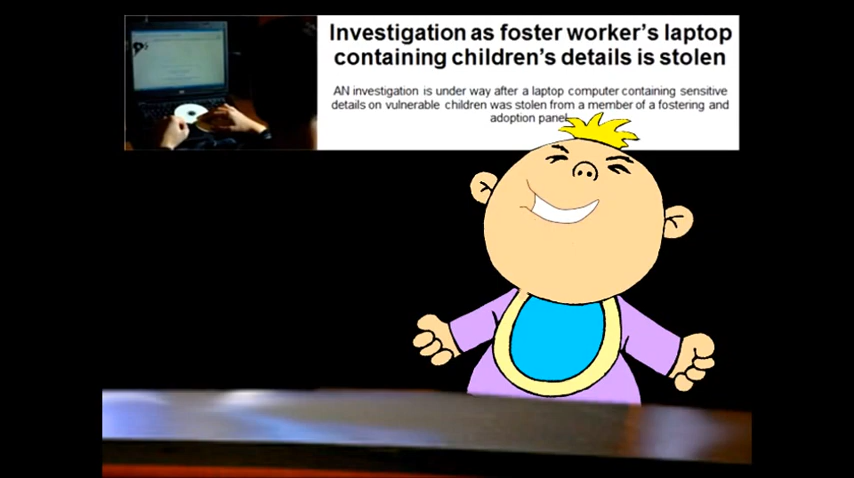 Investigation as foster worker's laptop
containing children's details is stolen
AN investigation is under way after a laptop computer containing sensitive
details on vulnerable children was stolen from a member of a fostering and
adoption panel